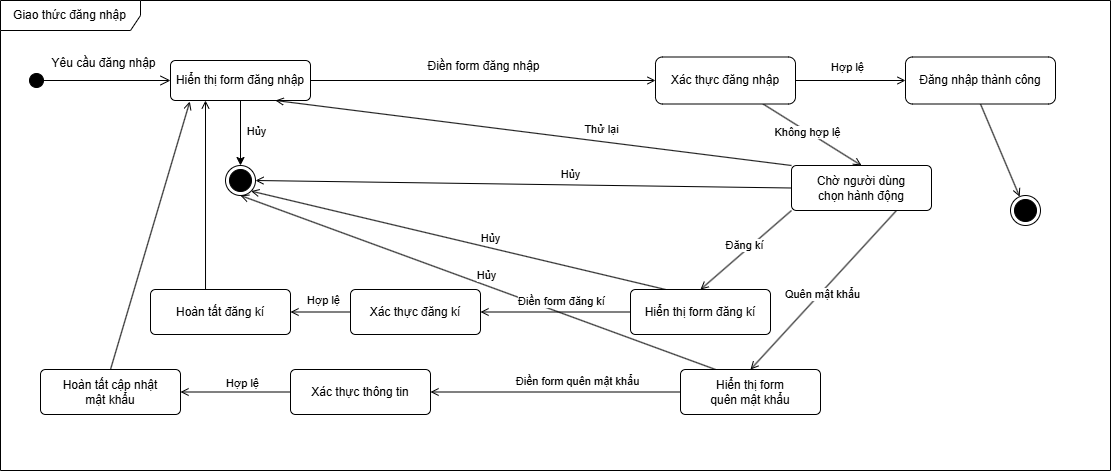 Giao thức đăng nhập
Yêu cầu đăng nhập
Hiển thị form đăng nhập
Điền form đăng nhập
Xác thực đăng nhập
Hợp lệ
Đăng nhập thành công
Hủy
Thử lại
Không hợp lệ
Hủy
Chờ người dùng
chọn hành động
Hủy
Đăng kí
Hủy
Quên mật khẩu
Hoàn tất đăng kí
Hợp lệ
Xác thực đăng kí
Điền form đăng kí
Hiển thị form đăng kí
Hoàn tất cập nhật
mật khẩu
Hợp lệ
Xác thực thông tin
Điền form quên mật khẩu
Hiển thị form
quên mật khẩu